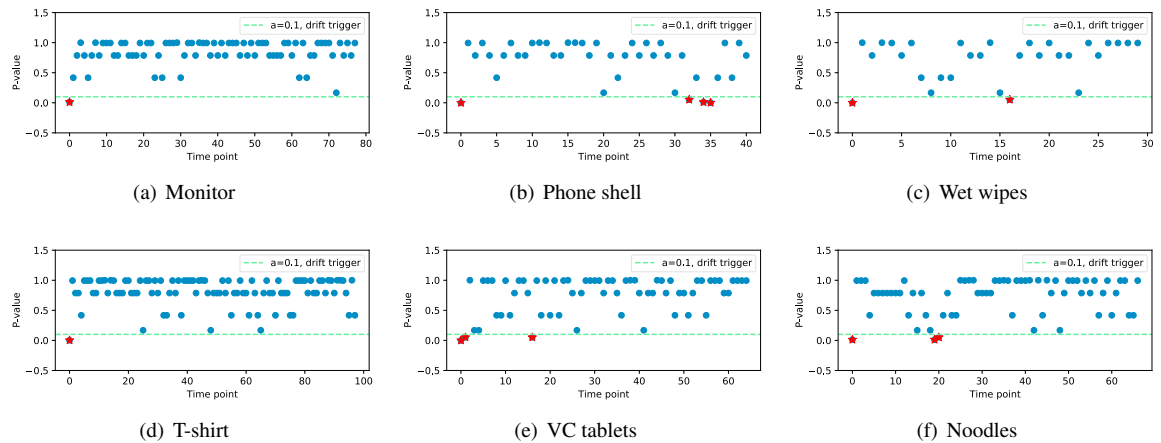 1.5
1.0
0.5
0.0
−0.5
P-value
a=0.1, drift trigger
0 10 20 30 40 50 60 70 80
Time point
(a) Monitor
1.5
1.0
0.5
0.0
−0.5
P-value
a=0.1, drift trigger
0 5 10 15 20 25 30 35 40
Time point
(b) Phone shell
1.5
1.0
0.5
0.0
−0.5
P-value
a=0.1, drift trigger
0 5 10 15 20 25 30
Time point
(c) Wet wipes
1.5
1.0
0.5
0.0
−0.5
P-value
a=0.1, drift trigger
0 20 40 60 80 100
Time point
(d) T-shirt
1.5
1.0
0.5
0.0
−0.5
P-value
a=0.1, drift trigger
0 10 20 30 40 50 60
Time point
(e) VC tablets
1.5
1.0
0.5
0.0
−0.5
P-value
a=0.1, drift trigger
0 10 20 30 40 50 60
Time point
(f) Noodles